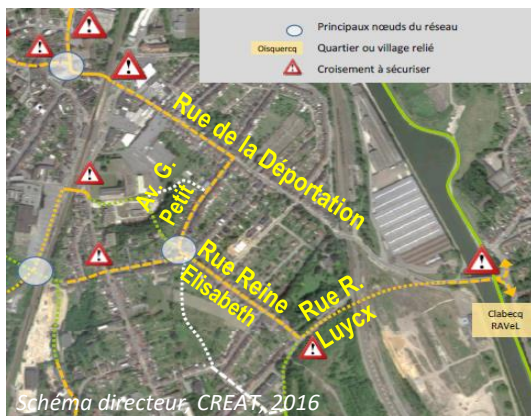 Principaux nœuds du réseau
Oisquercq Quartier ou village relié
Croisement à sécuriser
Rue de la Déportation
Av. G.
Petit
Rue Reine
Elisabeth
Rue R.
Luycx
Clabecq
RAVeL
Schéma directeur CREAT, 2016